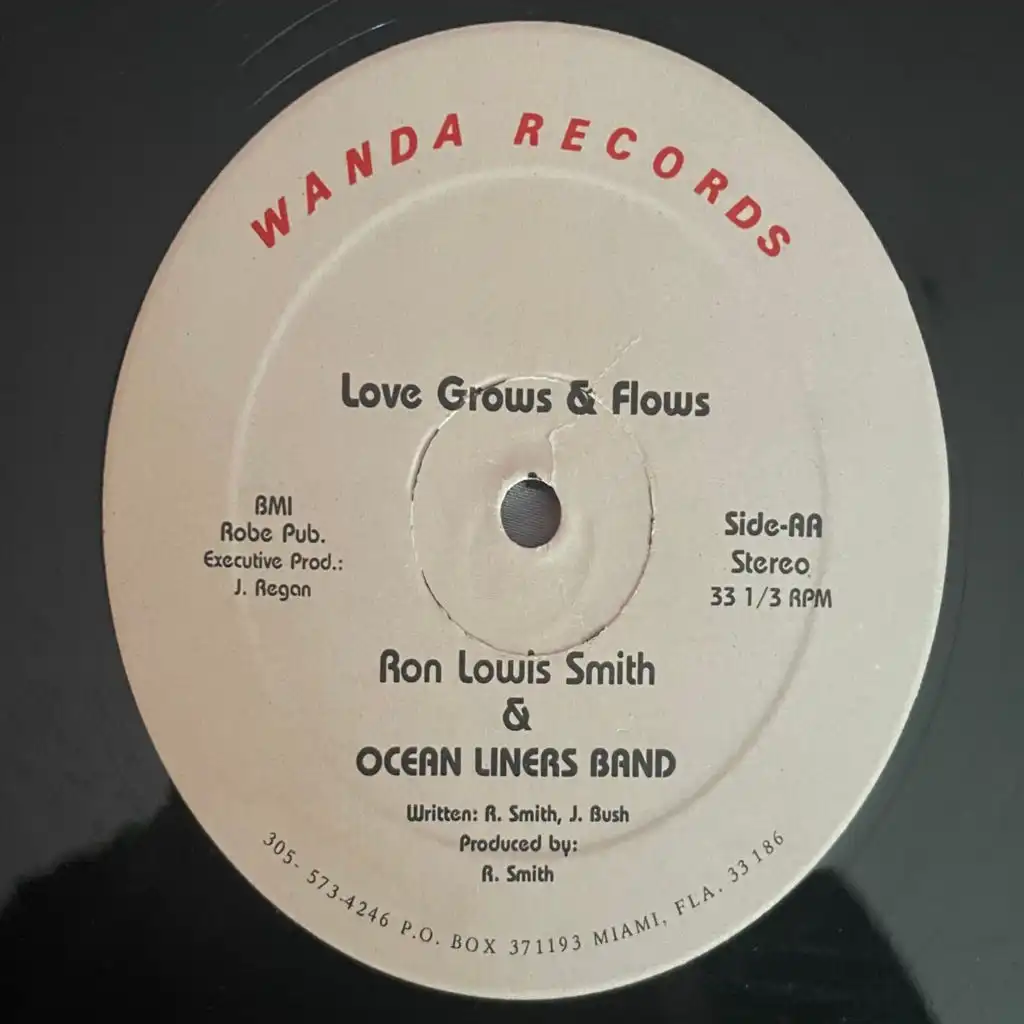 WANDA RECORDS
Love Grows & Flows
BMI
Robe Pub.
Executive Prod.:
J. Regan
Side-AA
Stereo
33 1/3 RPM
Ron Lowis Smith
&
OCEAN LINERS BAND
Written: R. Smith, J. Bush
Produced by:
R. Smith
305- 573-4246 P.O. BOX 371193 MIAMI, FLA. 33186